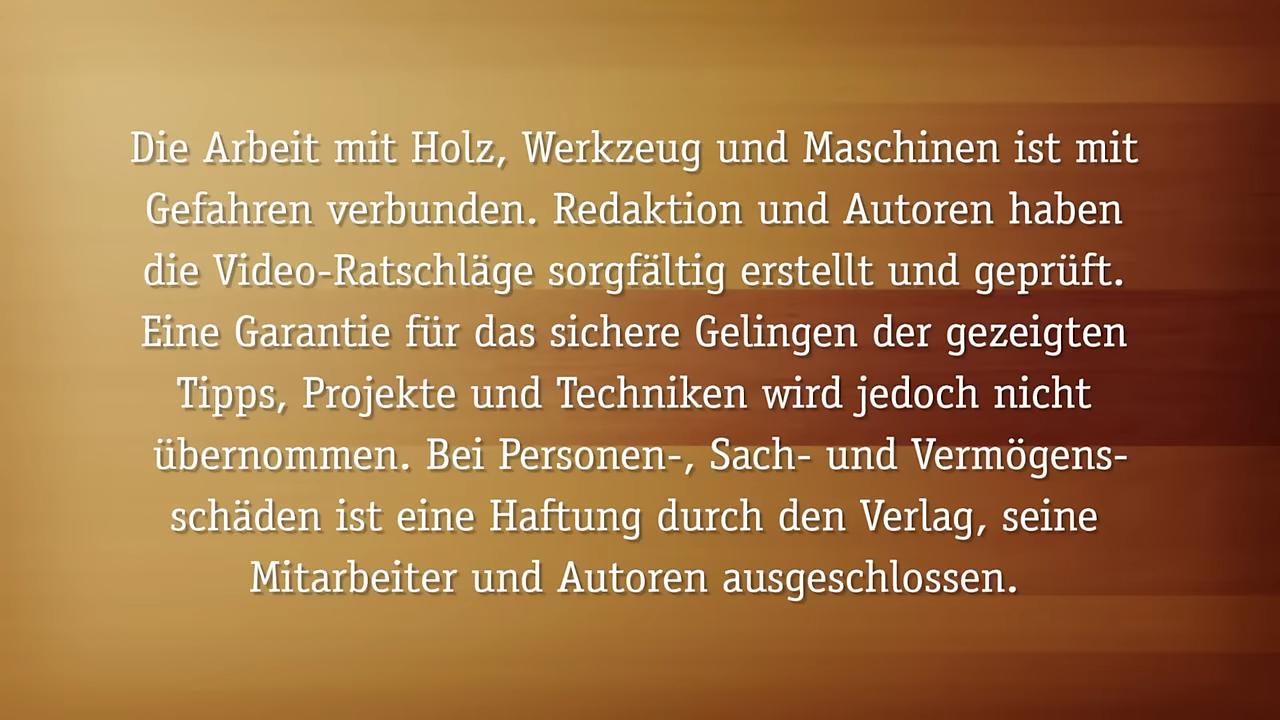 Die Arbeit mit Holz, Werkzeug und Maschinen ist mit
Gefahren verbunden. Redaktion und Autoren haben
die Video-Ratschläge sorgfältig erstellt und geprüft.
Eine Garantie für das sichere Gelingen der gezeigten
Tipps, Projekte und Techniken wird jedoch nicht
übernommen. Bei Personen-, Sach- und Vermögens-
schäden ist eine Haftung durch den Verlag, seine
Mitarbeiter und Autoren ausgeschlossen.